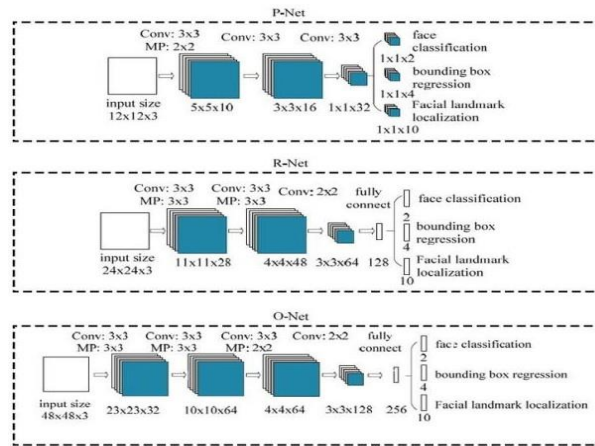 P-Net
Conv: 3x3 Conv: 3x3 Conv: 3x3
MP: 2x2
face
classification
1x1x2
bounding box
regression
1x1x4
Facial landmark
localization
1x1x10
input size
12x12x3
5x5x10
3x3x16
1x1x32
R-Net
Conv: 3x3 Conv: 3x3 Conv: 2x2 fully
MP: 3x3 MP: 3x3 connect
face classification
2
bounding box
regression
4
Facial landmark
localization
10
input size
24x24x3
11x11x28
4x4x48
3x3x64
128
O-Net
Conv: 3x3 Conv: 3x3 Conv: 3x3 Conv: 2x2 fully
MP: 3x3 MP: 3x3 MP: 2x2 connect
face classification
2
bounding box regression
4
Facial landmark localization
10
input size
48x48x3
23x23x32
10x10x64
4x4x64
3x3x128
256